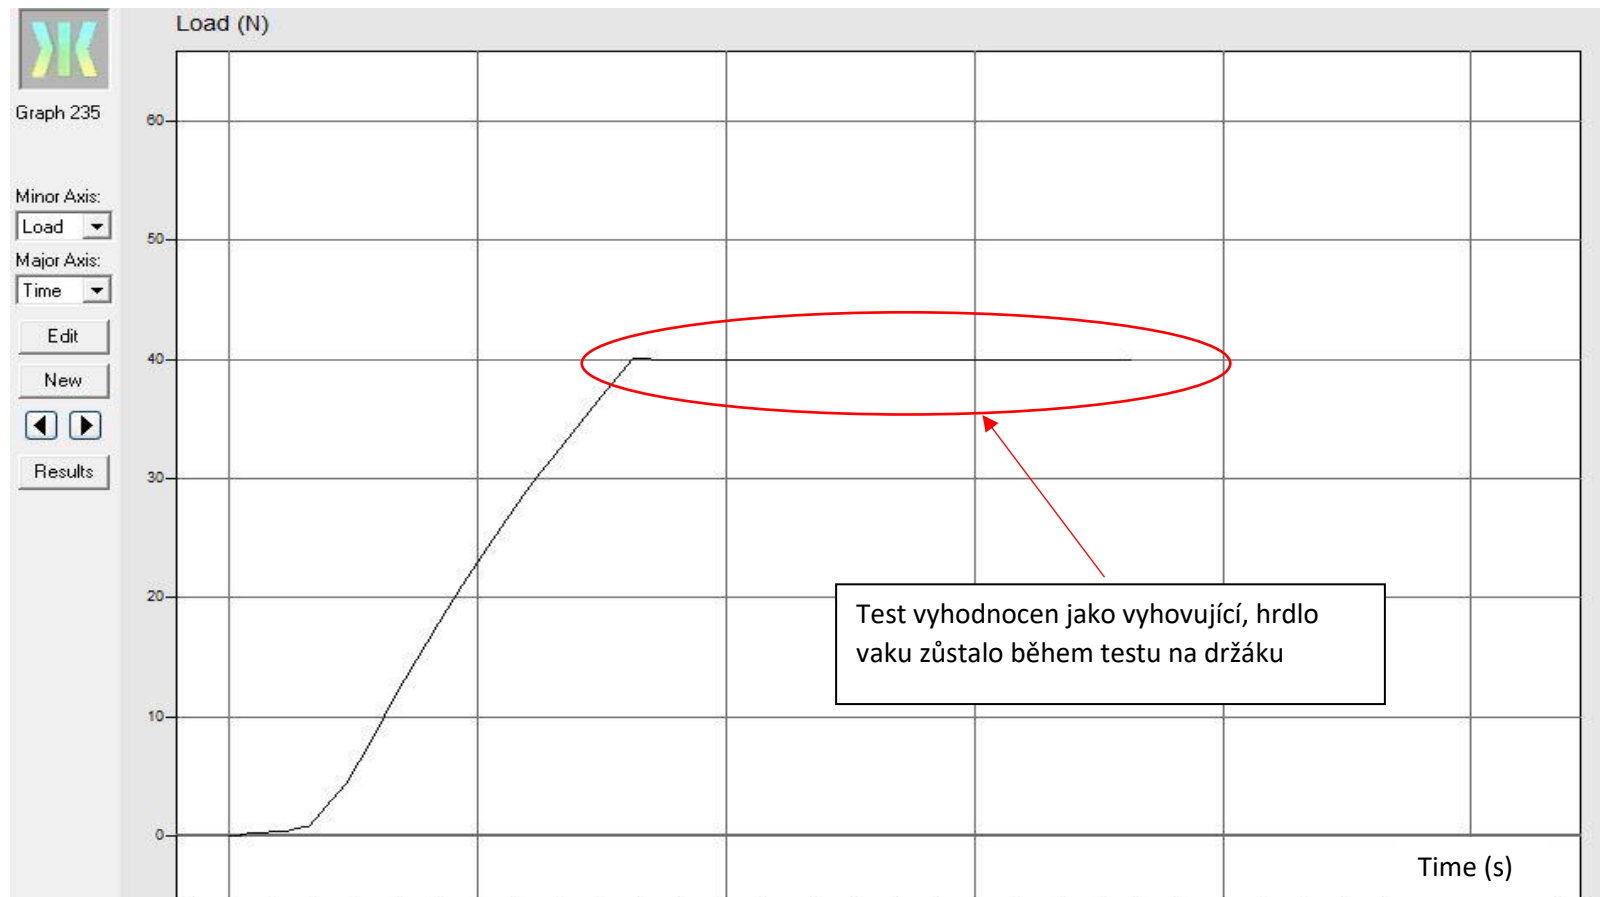 Load (N)
Graph 235
60
Minor Axis:
Load
50
Major Axis:
Time
Edit
40
New
Results
30
Test vyhodnocen jako vyhovující, hrdlo
vaku zůstalo během testu na držáku
20
10
0
Time (s)